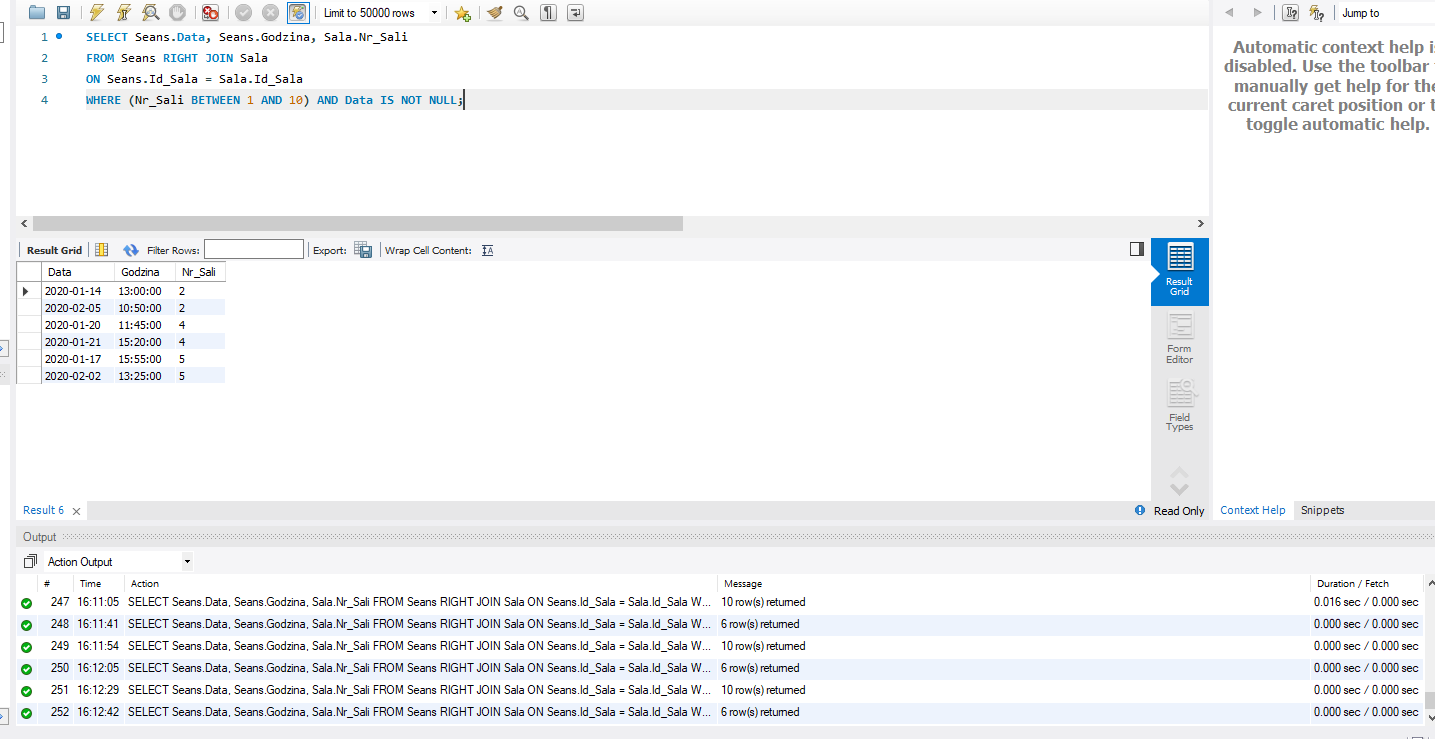 Limit to 50000 rows
Jump to
1 SELECT Seans.Data, Seans.Godzina, Sala.Nr_Sali
2 FROM Seans RIGHT JOIN Sala
3 ON Seans.Id_Sala = Sala.Id_Sala
4 WHERE (Nr_Sali BETWEEN 1 AND 10) AND Data IS NOT NULL;
Automatic context help is
disabled. Use the toolbar
manually get help for the
current caret position or
toggle automatic help.
Result Grid Filter Rows: Export: Wrap Cell Content:
Data Godzina Nr_Sali
2020-01-14 13:00:00 2
2020-02-05 10:50:00 2
2020-01-20 11:45:00 4
2020-01-21 15:20:00 4
2020-01-17 15:55:00 5
2020-02-02 13:25:00 5
Result
Grid
Form
Editor
Field
Types
Result 6 Read Only
Context Help Snippets
Output
Action Output
# Time Action Message Duration / Fetch
247 16:11:05 SELECT Seans.Data, Seans.Godzina, Sala.Nr_Sali FROM Seans RIGHT JOIN Sala ON Seans.Id_Sala = Sala.Id_Sala W... 10 row(s) returned 0.016 sec / 0.000 sec
248 16:11:41 SELECT Seans.Data, Seans.Godzina, Sala.Nr_Sali FROM Seans RIGHT JOIN Sala ON Seans.Id_Sala = Sala.Id_Sala W... 6 row(s) returned 0.000 sec / 0.000 sec
249 16:11:54 SELECT Seans.Data, Seans.Godzina, Sala.Nr_Sali FROM Seans RIGHT JOIN Sala ON Seans.Id_Sala = Sala.Id_Sala W... 10 row(s) returned 0.000 sec / 0.000 sec
250 16:12:05 SELECT Seans.Data, Seans.Godzina, Sala.Nr_Sali FROM Seans RIGHT JOIN Sala ON Seans.Id_Sala = Sala.Id_Sala W... 6 row(s) returned 0.000 sec / 0.000 sec
251 16:12:29 SELECT Seans.Data, Seans.Godzina, Sala.Nr_Sali FROM Seans RIGHT JOIN Sala ON Seans.Id_Sala = Sala.Id_Sala W... 10 row(s) returned 0.000 sec / 0.000 sec
252 16:12:42 SELECT Seans.Data, Seans.Godzina, Sala.Nr_Sali FROM Seans RIGHT JOIN Sala ON Seans.Id_Sala = Sala.Id_Sala W... 6 row(s) returned 0.000 sec / 0.000 sec